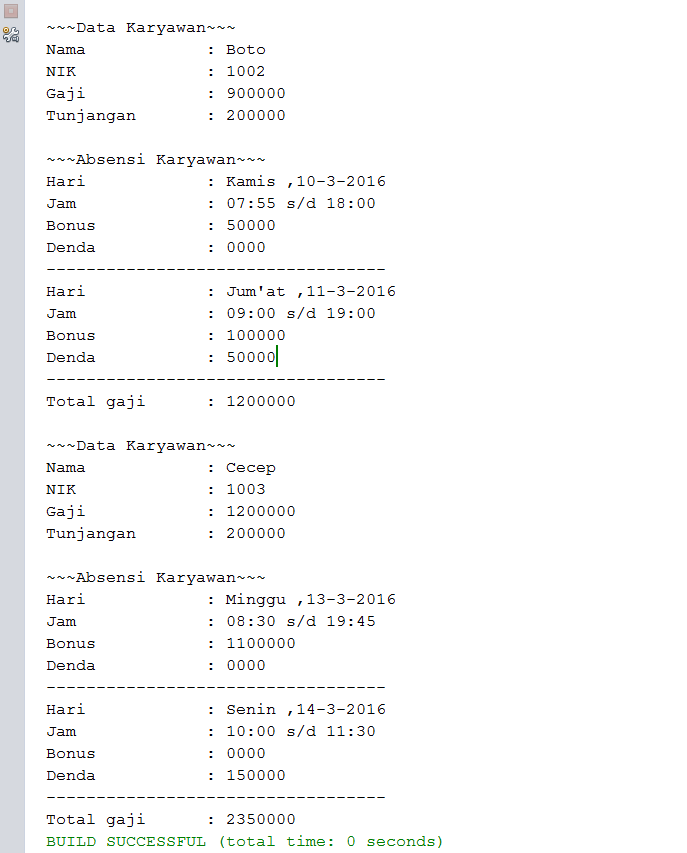 ~~~Data Karyawan~~~
Nama : Boto
NIK : 1002
Gaji : 900000
Tunjangan : 200000
~~~Absensi Karyawan~~~
Hari : Kamis ,10-3-2016
Jam : 07:55 s/d 18:00
Bonus : 50000
Denda : 0000
----------------------------------
Hari : Jum'at ,11-3-2016
Jam : 09:00 s/d 19:00
Bonus : 100000
Denda : 50000
----------------------------------
Total gaji : 1200000
~~~Data Karyawan~~~
Nama : Cecep
NIK : 1003
Gaji : 1200000
Tunjangan : 200000
~~~Absensi Karyawan~~~
Hari : Minggu ,13-3-2016
Jam : 08:30 s/d 19:45
Bonus : 1100000
Denda : 0000
----------------------------------
Hari : Senin ,14-3-2016
Jam : 10:00 s/d 11:30
Bonus : 0000
Denda : 150000
----------------------------------
Total gaji : 2350000
BUILD SUCCESSFUL (total time: 0 seconds)